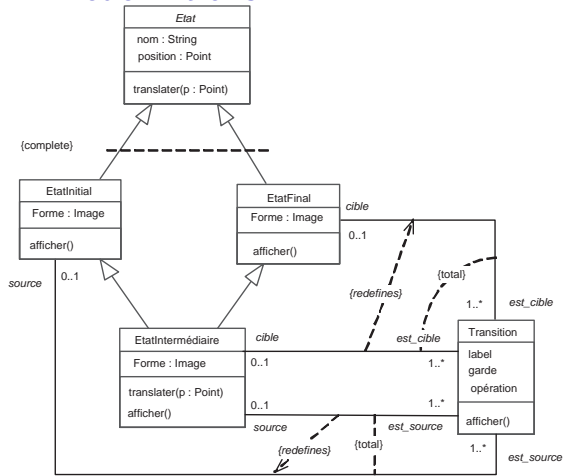 Etat
nom : String
position : Point
translater(p : Point)
{complete}
EtatInitial
Forme : Image
afficher()
EtatFinal
Forme : Image
afficher()
cible
0..1
source
0..1
{redefines}
{total}
1..*
est_cible
EtatIntermédiaire
Forme : Image
translater(p : Point)
afficher()
cible
0..1
est_cible
1..*
0..1
source
1..*
est_source
Transition
label
garde
opération
afficher()
{redefines}
{total}
1..*
est_source